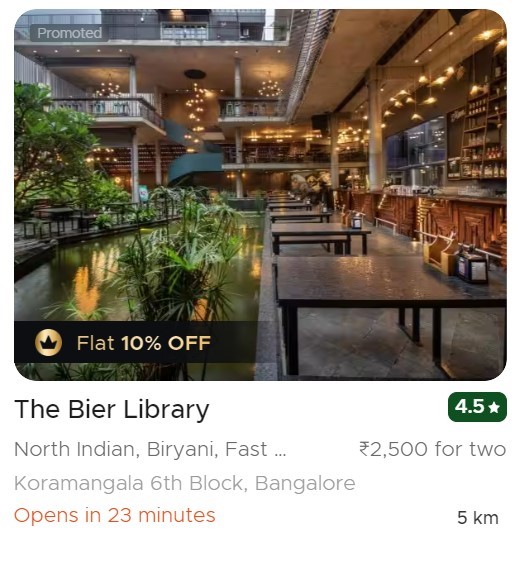 Promoted
Flat 10% OFF
The Bier Library
4.5★
North Indian, Biryani, Fast ...
₹2,500 for two
Koramangala 6th Block, Bangalore
Opens in 23 minutes
5 km